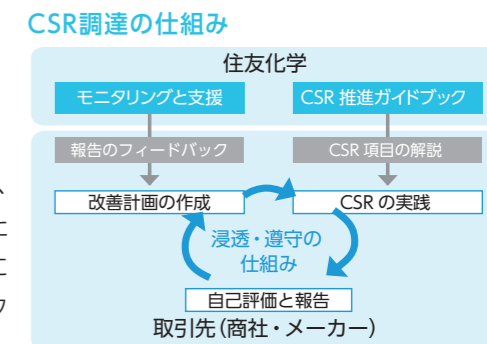 CSR調達の仕組み
住友化学
モニタリングと支援
CSR 推進ガイドブック
報告のフィードバック
CSR 項目の解説
改善計画の作成
CSR の実践
浸透・遵守の
仕組み
自己評価と報告
取引先(商社・メーカー)